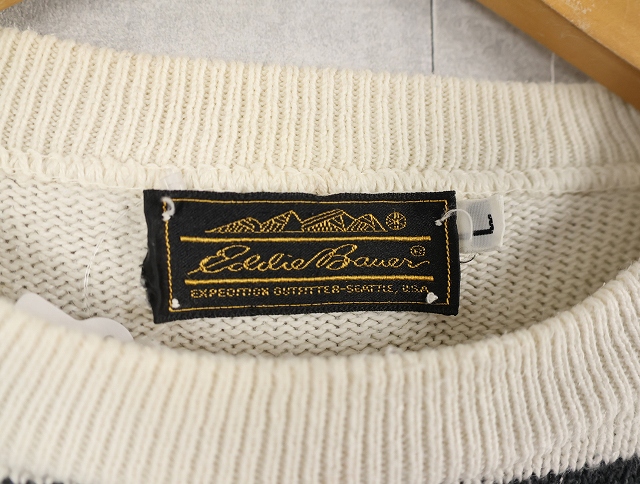 Eddie Bauer®
EXPEDITION OUTFITTER-SEATTLE, U.S.A.
L